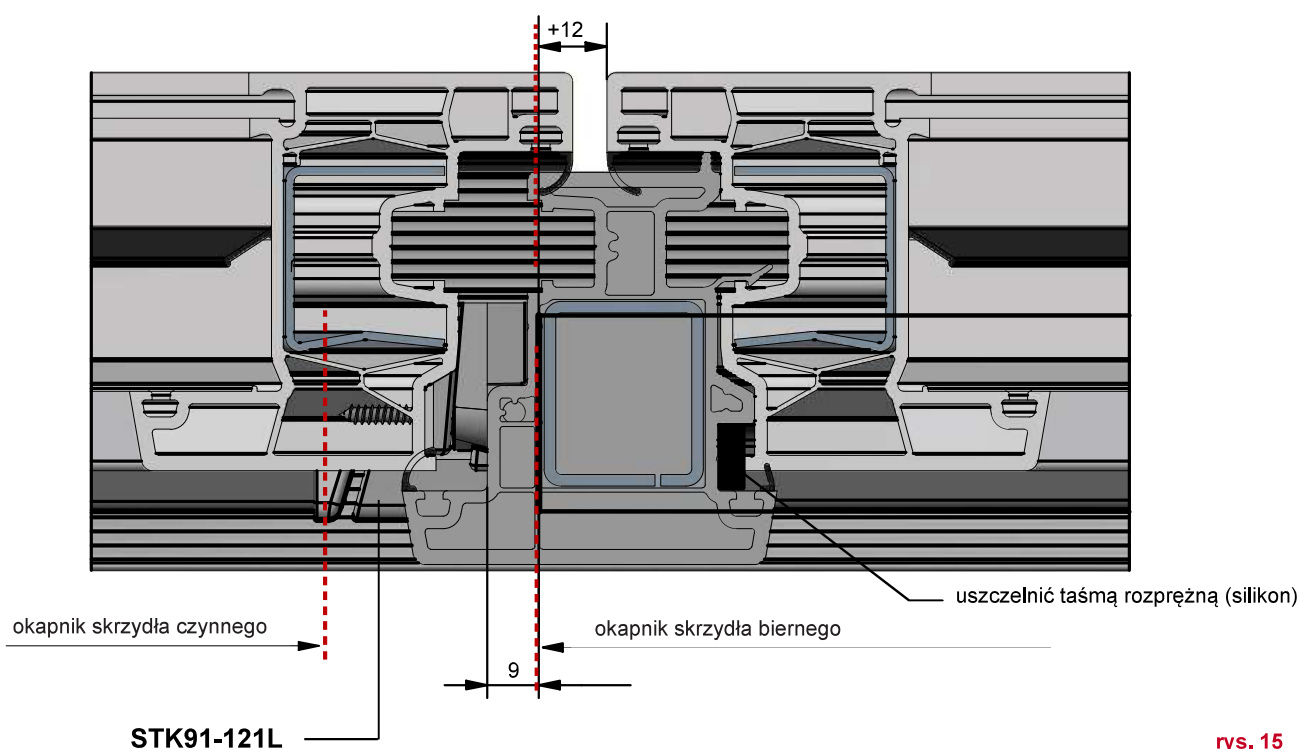 +12
uszczelnić taśmą rozprężną (silikon)
okapnik skrzydła czynnego
okapnik skrzydła biernego
9
STK91-121L
rys. 15